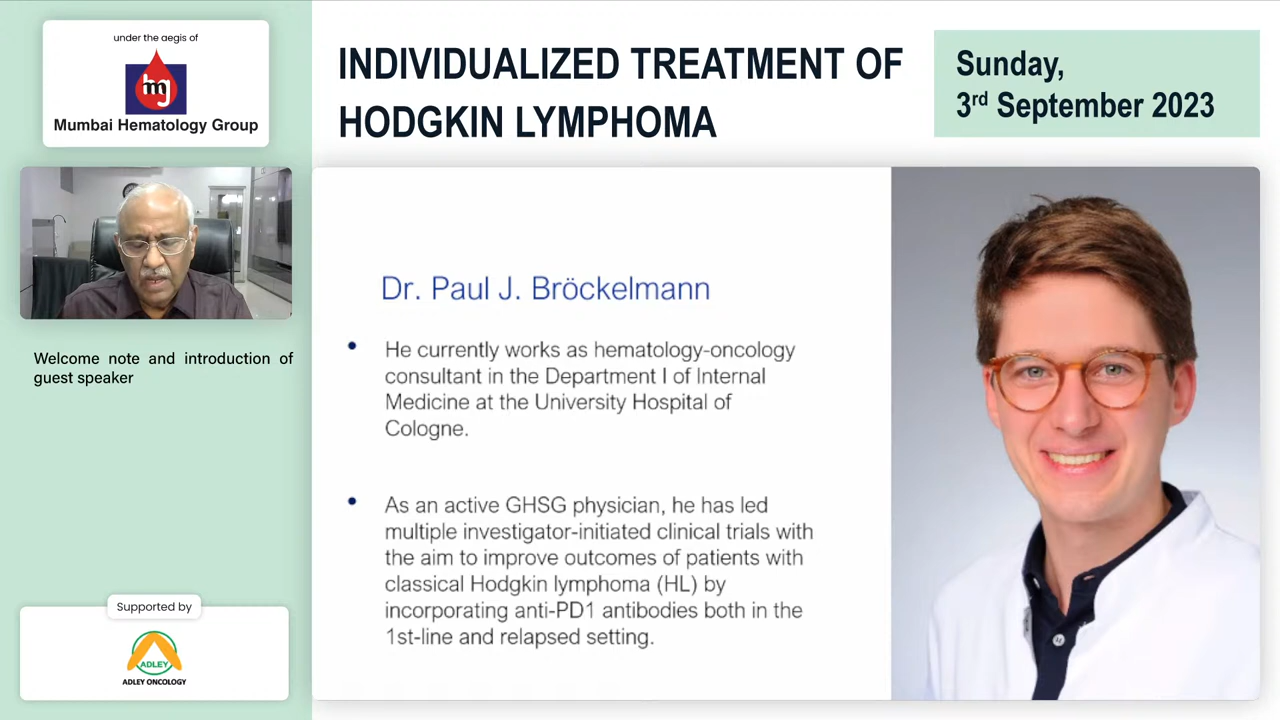 under the aegis of
hmg
Mumbai Hematology Group
INDIVIDUALIZED TREATMENT OF
HODGKIN LYMPHOMA
Sunday,
3rd September 2023
Welcome note and introduction of
guest speaker
Dr. Paul J. Bröckelmann
• He currently works as hematology-oncology
consultant in the Department I of Internal
Medicine at the University Hospital of
Cologne.
• As an active GHSG physician, he has led
multiple investigator-initiated clinical trials with
the aim to improve outcomes of patients with
classical Hodgkin lymphoma (HL) by
incorporating anti-PD1 antibodies both in the
1st-line and relapsed setting.
Supported by
ADLEY
ADLEY ONCOLOGY